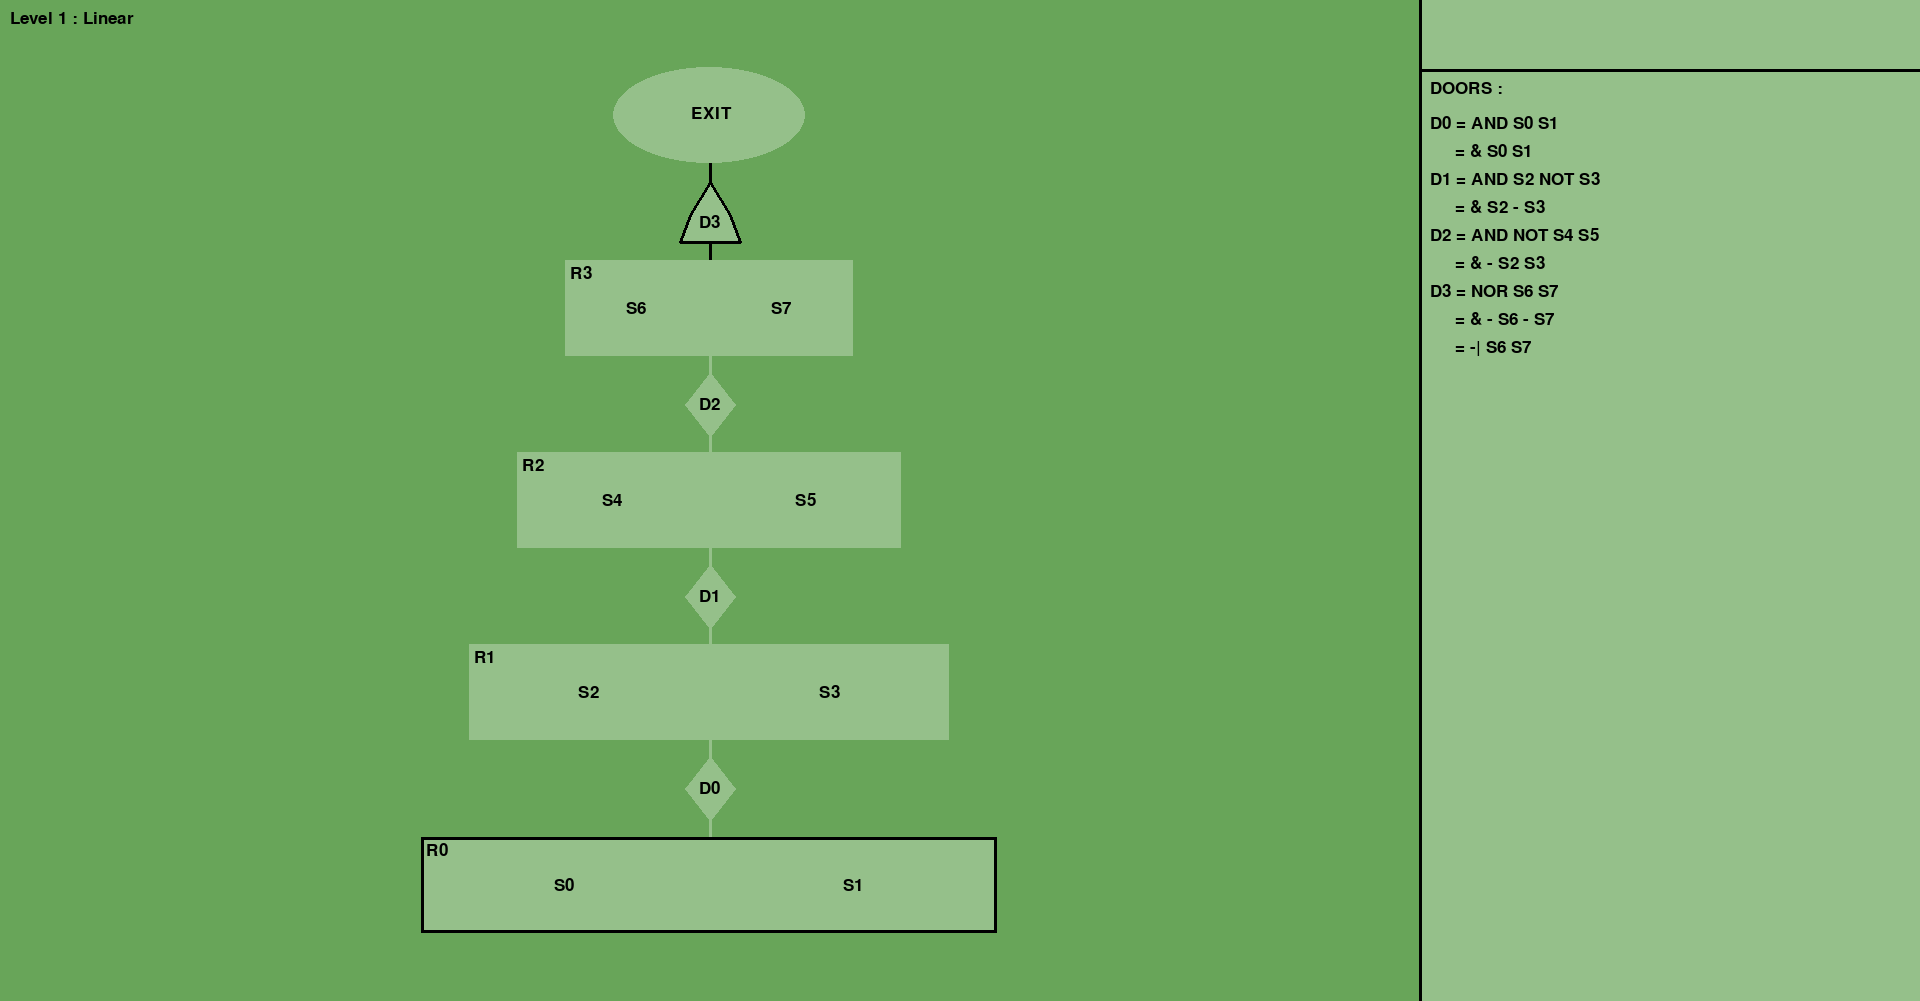 Level 1 : Linear
EXIT
D3
R3
S6 S7
D2
R2
S4 S5
D1
R1
S2 S3
D0
R0
S0 S1
DOORS :
D0 = AND S0 S1
= & S0 S1
D1 = AND S2 NOT S3
= & S2 - S3
D2 = AND NOT S4 S5
= & - S2 S3
D3 = NOR S6 S7
= & - S6 - S7
= -| S6 S7